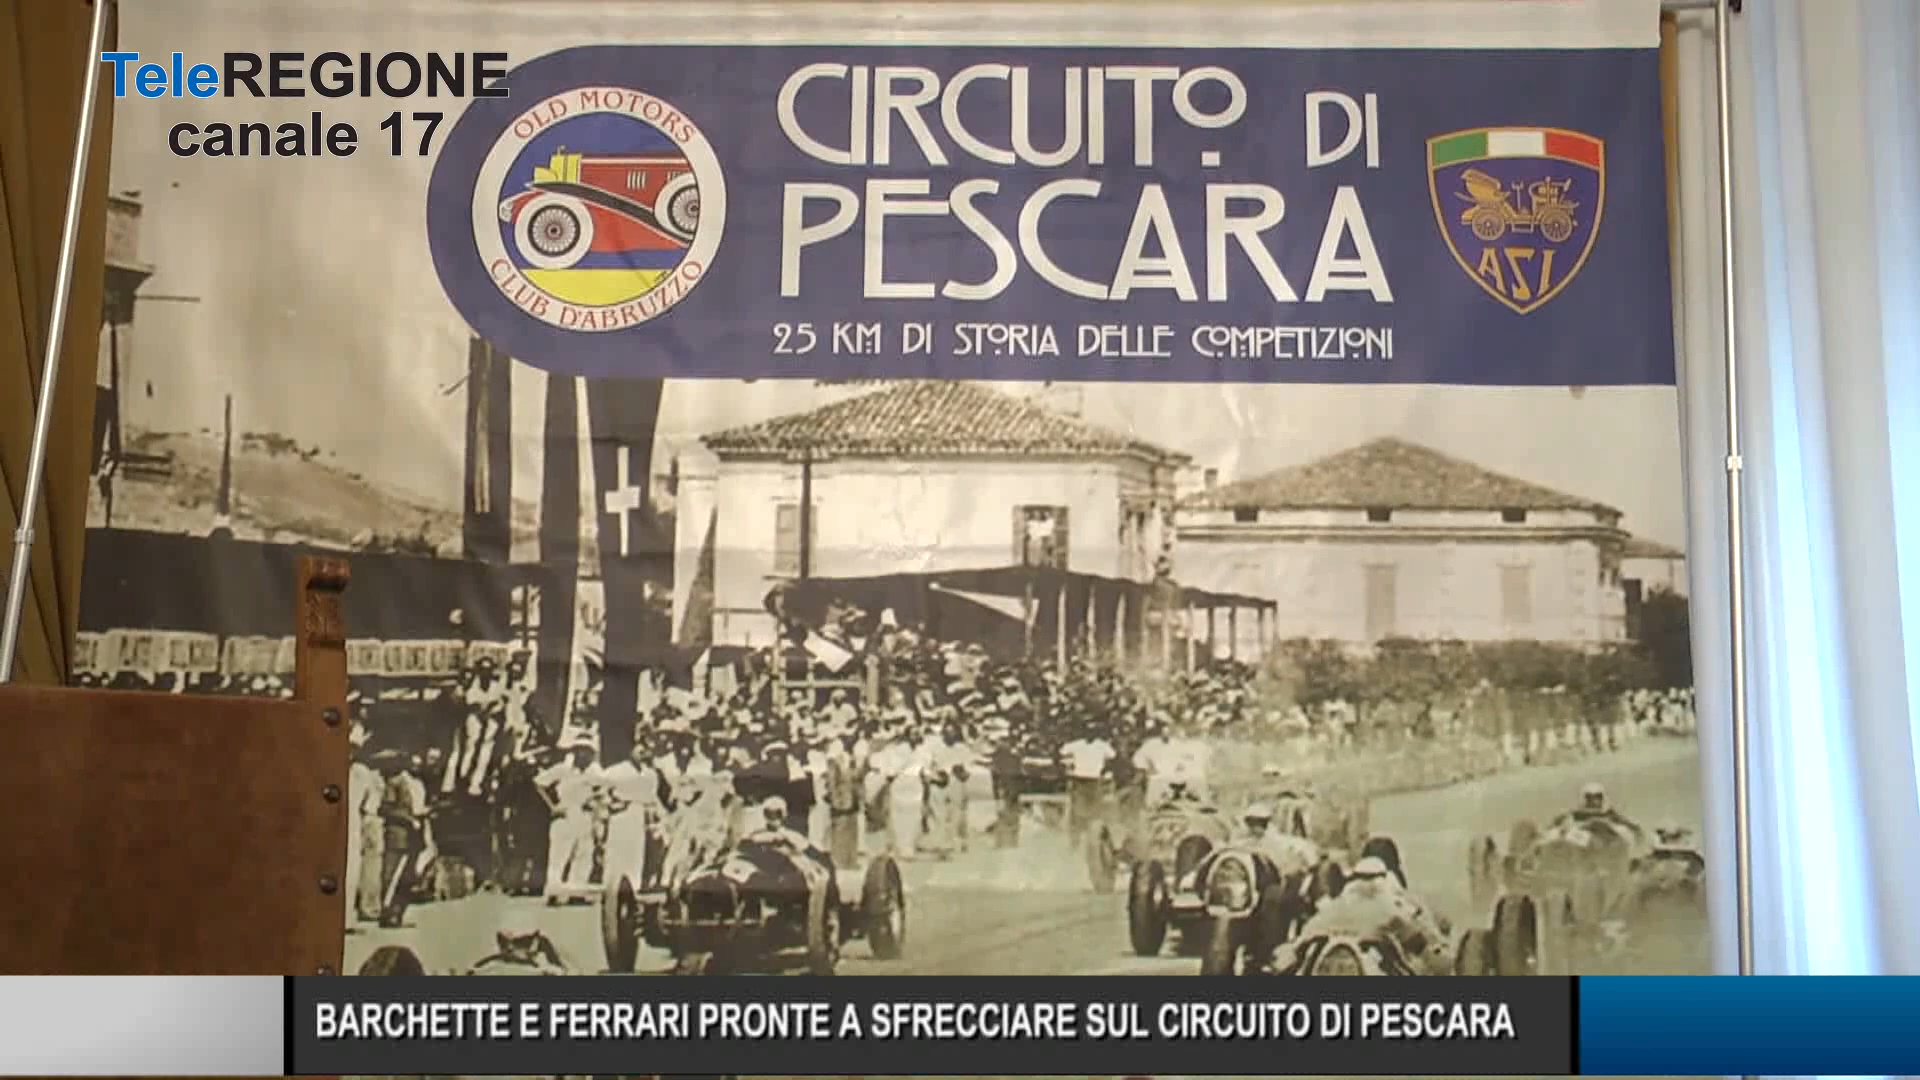 TeleREGIONE
canale 17
OLD MOTORS
CLUB D'ABRUZZO
CIRCUITO DI
PESCARA
25 KM DI STORIA DELLE COMPETIZIONI
ASI
BARCHETTE E FERRARI PRONTE A SFRECCIARE SUL CIRCUITO DI PESCARA